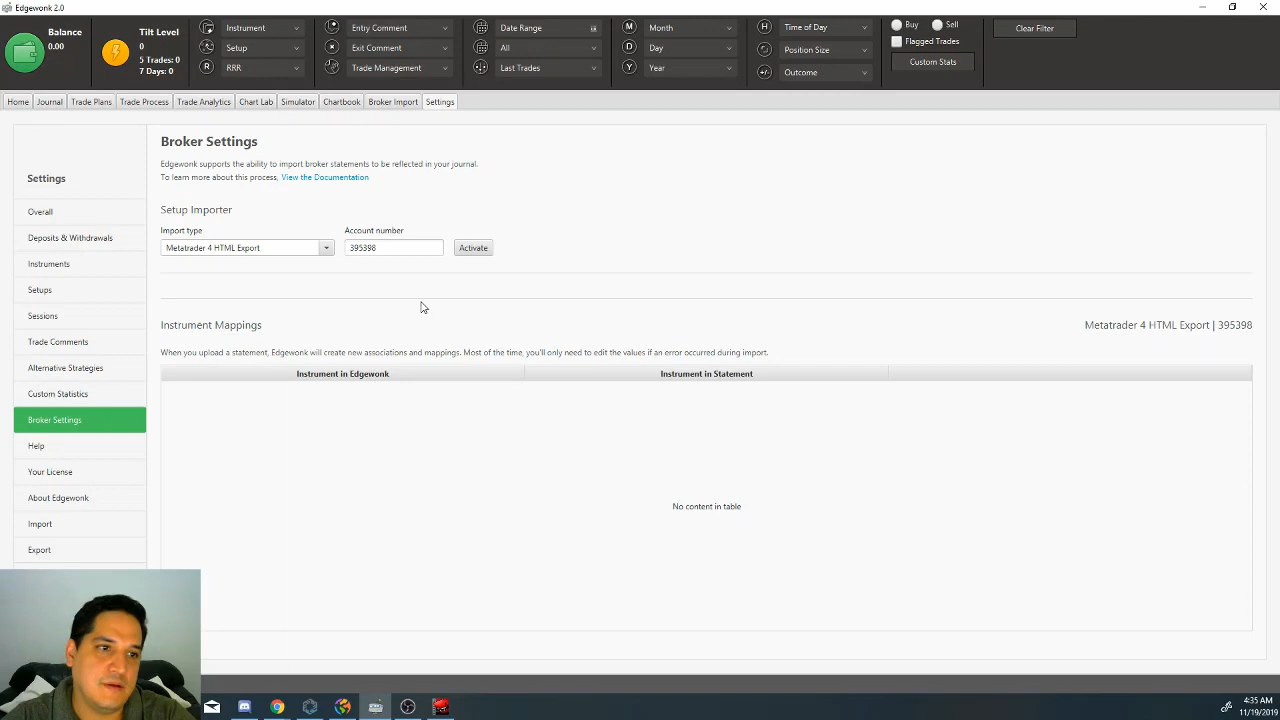 Edgewonk 2.0
Balance
0.00
Tilt Level
0
5 Trades: 0
7 Days: 0
Instrument
Setup
R
RRR
Entry Comment
Exit Comment
Trade Management
Date Range
All
Last Trades
M
Month
D
Day
Y
Year
H
Time of Day
Position Size
+/-
Outcome
Buy
Sell
Flagged Trades
Custom Stats
Clear Filter
Home
Journal
Trade Plans
Trade Process
Trade Analytics
Chart Lab
Simulator
Chartbook
Broker Import
Settings
Settings
Overall
Deposits & Withdrawals
Instruments
Setups
Sessions
Trade Comments
Alternative Strategies
Custom Statistics
Broker Settings
Help
Your License
About Edgewonk
Import
Export
Broker Settings
Edgewonk supports the ability to import broker statements to be reflected in your journal.
To learn more about this process, View the Documentation
Setup Importer
Import type
Account number
Metatrader 4 HTML Export
395398
Activate
Instrument Mappings
Metatrader 4 HTML Export | 395398
When you upload a statement, Edgewonk will create new associations and mappings. Most of the time, you'll only need to edit the values if an error occurred during import.
Instrument in Edgewonk
Instrument in Statement
No content in table
4:35 AM
11/19/2019